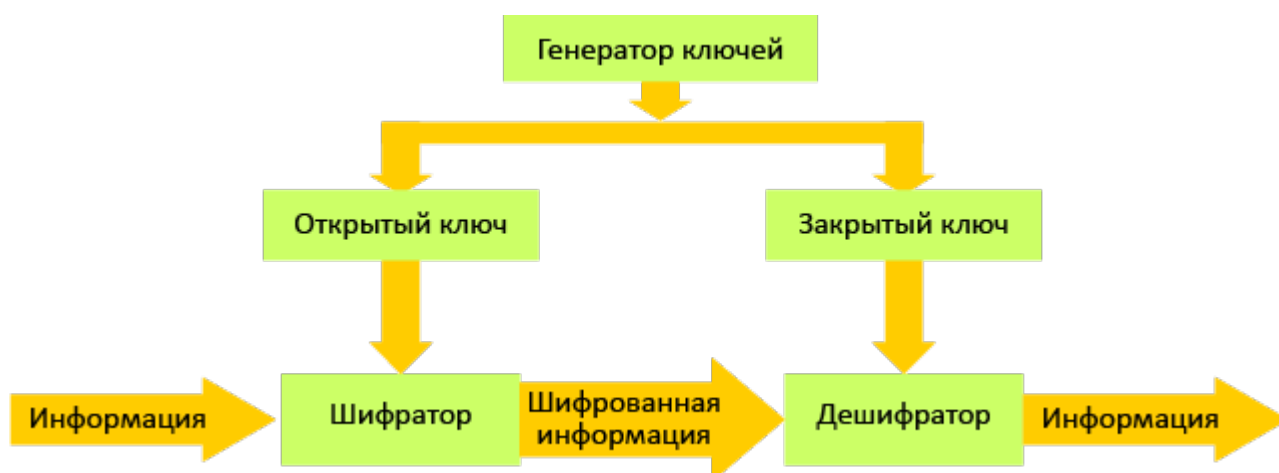 Генератор ключей
Открытый ключ
Закрытый ключ
Информация
Шифратор
Шифрованная
информация
Дешифратор
Информация